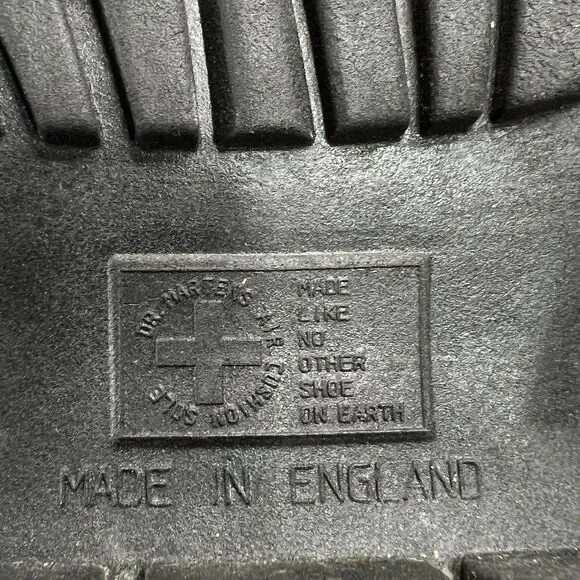 DR. MARTENS AIR CUSHION SOLE
MADE
LIKE
NO
OTHER
SHOE
ON EARTH
MADE IN ENGLAND